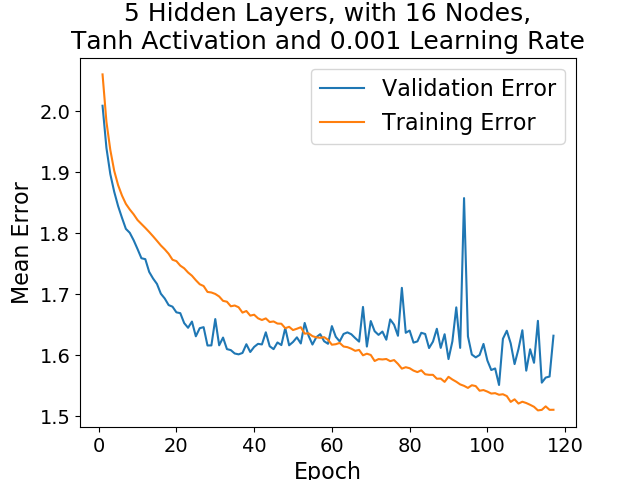 5 Hidden Layers, with 16 Nodes,
Tanh Activation and 0.001 Learning Rate
Validation Error
Training Error
Mean Error
2.0
1.9
1.8
1.7
1.6
1.5
0 20 40 60 80 100 120
Epoch